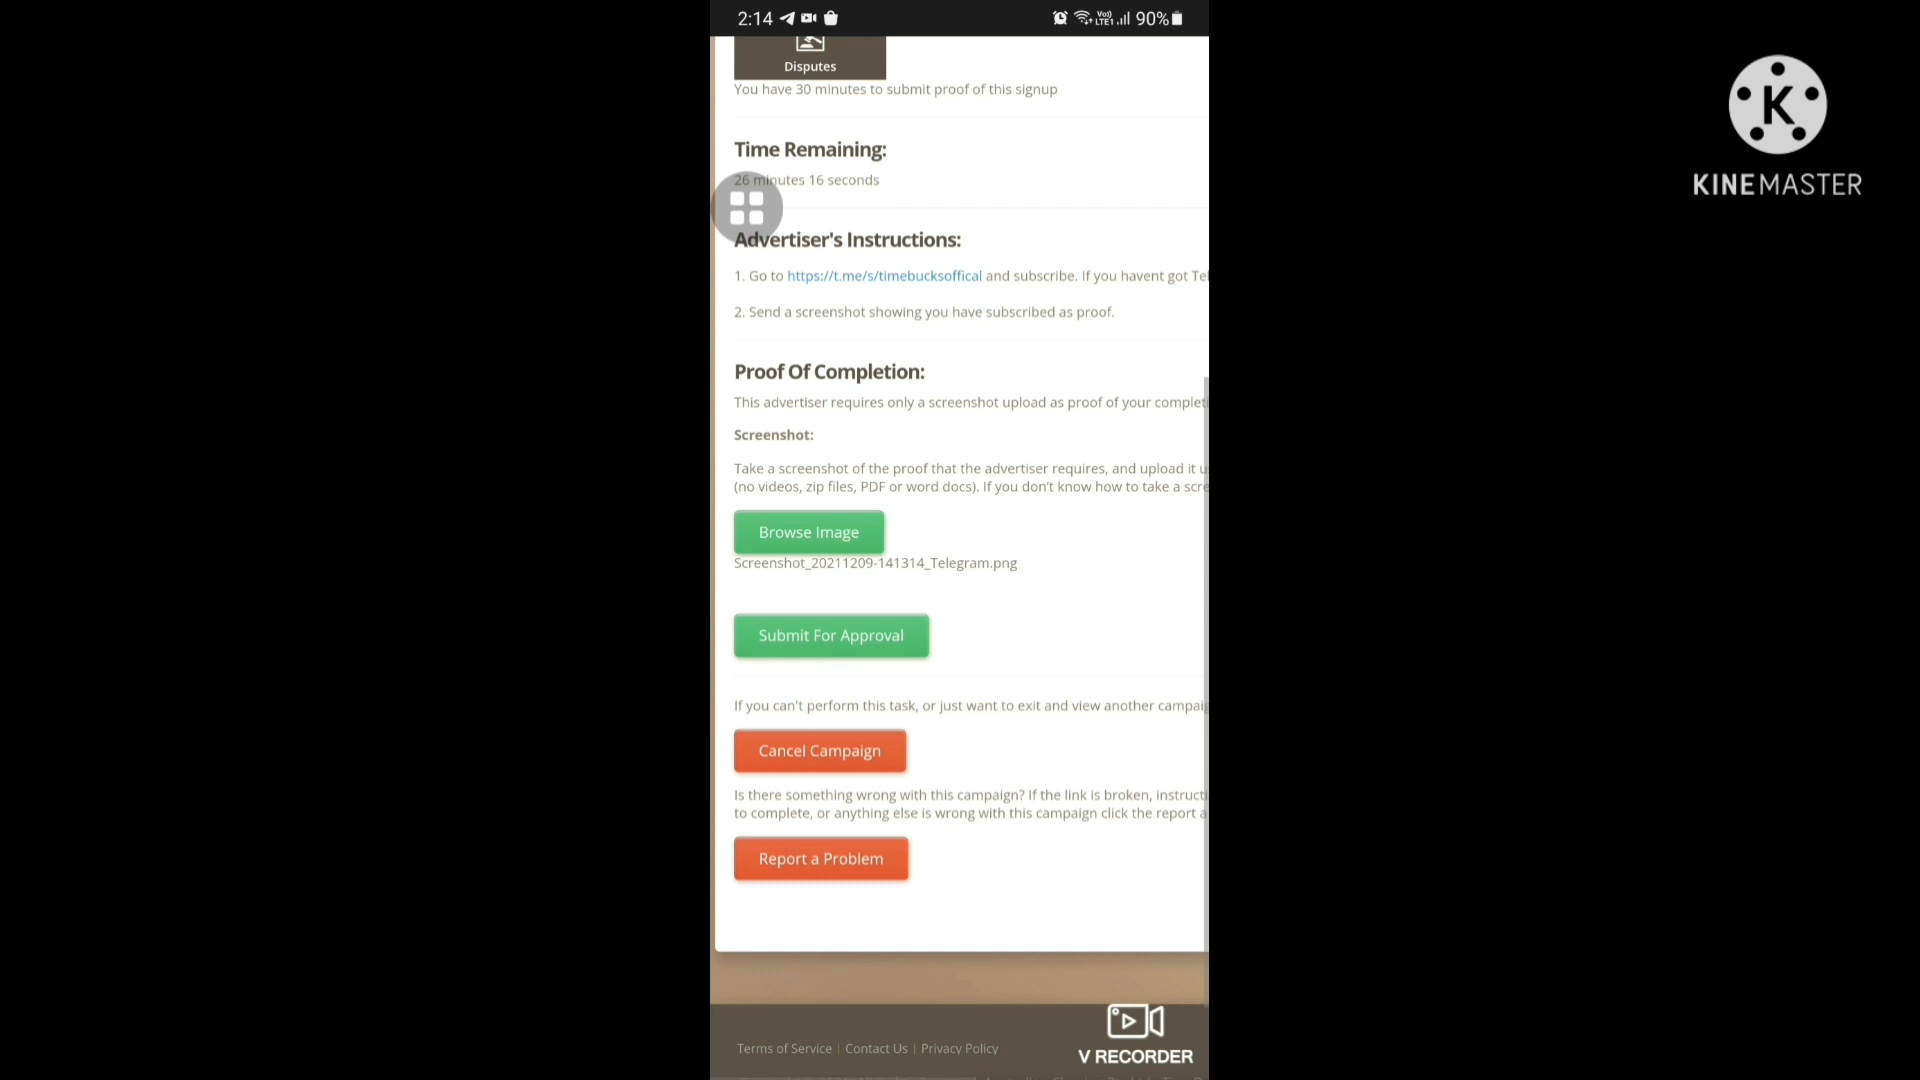 2:14
Vo)) LTE1 90%
Disputes
You have 30 minutes to submit proof of this signup
Time Remaining:
26 minutes 16 seconds
Advertiser's Instructions:
1. Go to https://t.me/s/timebucksoffical and subscribe. If you havent got Tel
2. Send a screenshot showing you have subscribed as proof.
Proof Of Completion:
This advertiser requires only a screenshot upload as proof of your completi
Screenshot:
Take a screenshot of the proof that the advertiser requires, and upload it u
(no videos, zip files, PDF or word docs). If you don't know how to take a scre
Browse Image
Screenshot_20211209-141314_Telegram.png
Submit For Approval
If you can't perform this task, or just want to exit and view another campaig
Cancel Campaign
Is there something wrong with this campaign? If the link is broken, instructi
to complete, or anything else is wrong with this campaign click the report a
Report a Problem
Terms of Service | Contact Us | Privacy Policy
V RECORDER
K
KINEMASTER